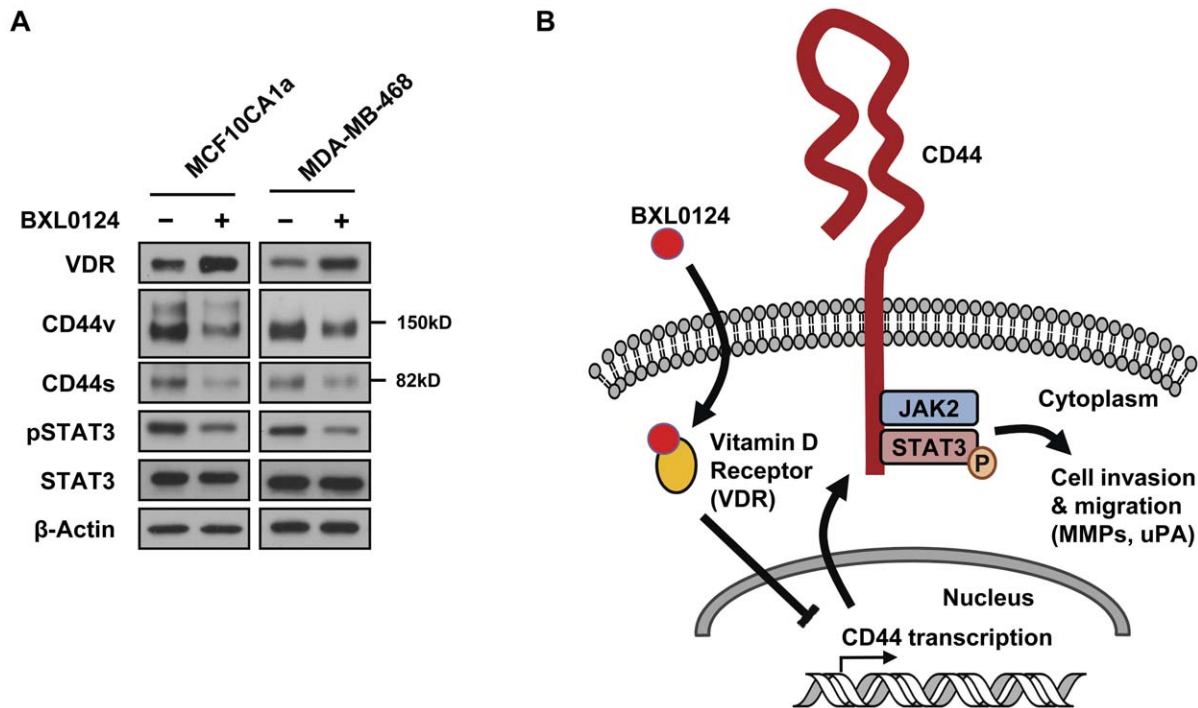 A
MCF10CA1a
MDA-MB-468
BXL0124 – + – +
VDR
CD44v
150kD
CD44s
82kD
pSTAT3
STAT3
β-Actin
B
CD44
BXL0124
Cytoplasm
JAK2
STAT3
P
Vitamin D
Receptor
(VDR)
Cell invasion
& migration
(MMPs, uPA)
Nucleus
CD44 transcription